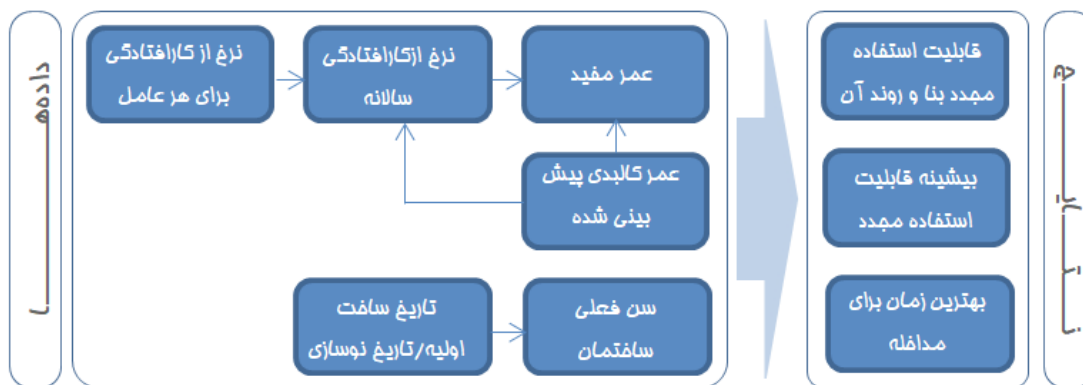 داده‌ها
نرخ از کارافتادگی
برای هر عامل
نرخ ازکارافتادگی
سالانه
عمر مفید
عمر کالبدی پیش
بینی شده
تاریخ ساخت
اولیه/تاریخ نوسازی
سن فعلی
ساختمان
قابلیت استفاده
مجدد بنا و روند آن
بیشینه قابلیت
استفاده مجدد
بهترین زمان برای
مداخله
نتایج